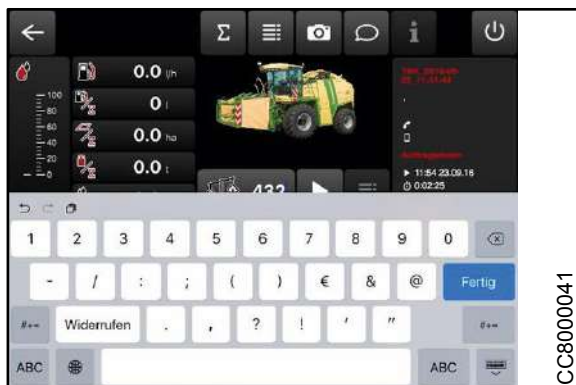 Σ i
0.0 l/h
100
80
0 l
60
40
0.0 ha
20
0
0.0 t
▶ 11:54 23.09.16
0:02:25
432
1 2 3 4 5 6 7 8 9 0
- / : ; ( ) € & @ Fertig
#+= Widerrufen . , ? ! ' " #+=
ABC ABC
CC8000041